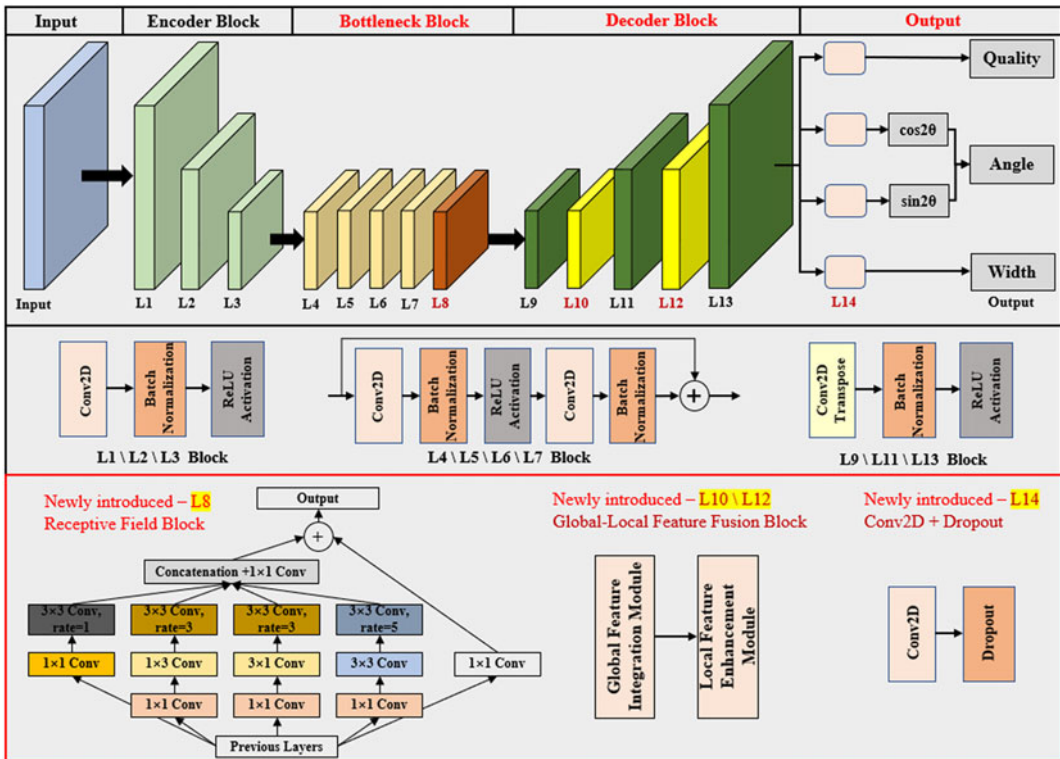 Input
Encoder Block
Bottleneck Block
Decoder Block
Output
Quality
cos2θ
Angle
sin2θ
Width
Input
L1
L2
L3
L4
L5
L6
L7
L8
L9
L10
L11
L12
L13
L14
Output
Conv2D
Batch
Normalization
ReLU
Activation
L1 \ L2 \ L3 Block
Conv2D
Batch
Normalization
ReLU
Activation
Conv2D
Batch
Normalization
+
L4 \ L5 \ L6 \ L7 Block
Conv2D
Transpose
Batch
Normalization
ReLU
Activation
L9 \ L11 \ L13 Block
Newly introduced – L8
Receptive Field Block
Output
+
Concatenation +1×1 Conv
3×3 Conv,
rate=1
3×3 Conv,
rate=3
3×3 Conv,
rate=3
3×3 Conv,
rate=5
1×1 Conv
1×3 Conv
3×1 Conv
3×3 Conv
1×1 Conv
1×1 Conv
1×1 Conv
1×1 Conv
Previous Layers
Newly introduced – L10 \ L12
Global-Local Feature Fusion Block
Global Feature
Integration Module
Local Feature
Enhancement
Module
Newly introduced – L14
Conv2D + Dropout
Conv2D
Dropout